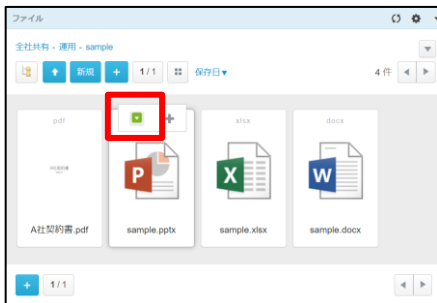 ファイル
全社共有 - 運用 - sample
新規
1/1
保存日▼
4 件
pdf
xlsx
docx
P
X
W
A社契約書.pdf
sample.pptx
sample.xlsx
sample.docx
1/1